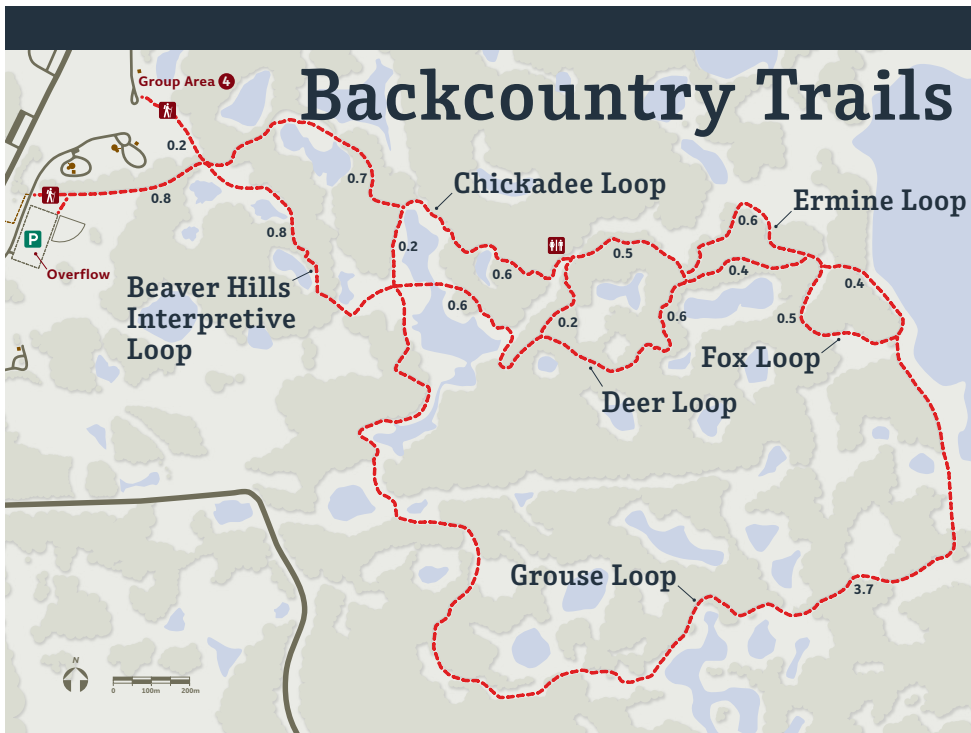 Backcountry Trails
Group Area 4
0.2
0.8
0.7
Chickadee Loop
Ermine Loop
0.6
0.8
0.2
0.5
0.4
0.6
0.4
P
Overflow
Beaver Hills
Interpretive
Loop
0.6
0.2
0.6
0.5
Fox Loop
Deer Loop
Grouse Loop
3.7
N
0 100m 200m